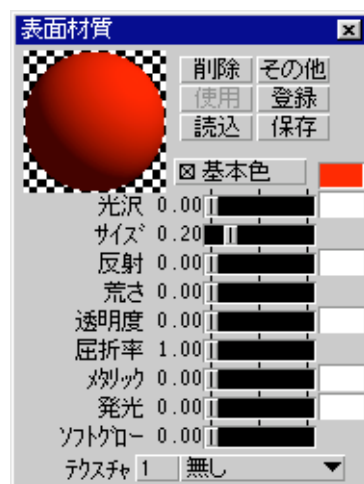 表面材質
削除 その他
使用 登録
読込 保存
基本色
光沢 0.00
ｻｲｽﾞ 0.20
反射 0.00
荒さ 0.00
透明度 0.00
屈折率 1.00
ﾒﾀﾘｯｸ 0.00
発光 0.00
ｿﾌﾄｸﾞﾛｰ 0.00
ﾃｸｽﾁｬ 1 無し